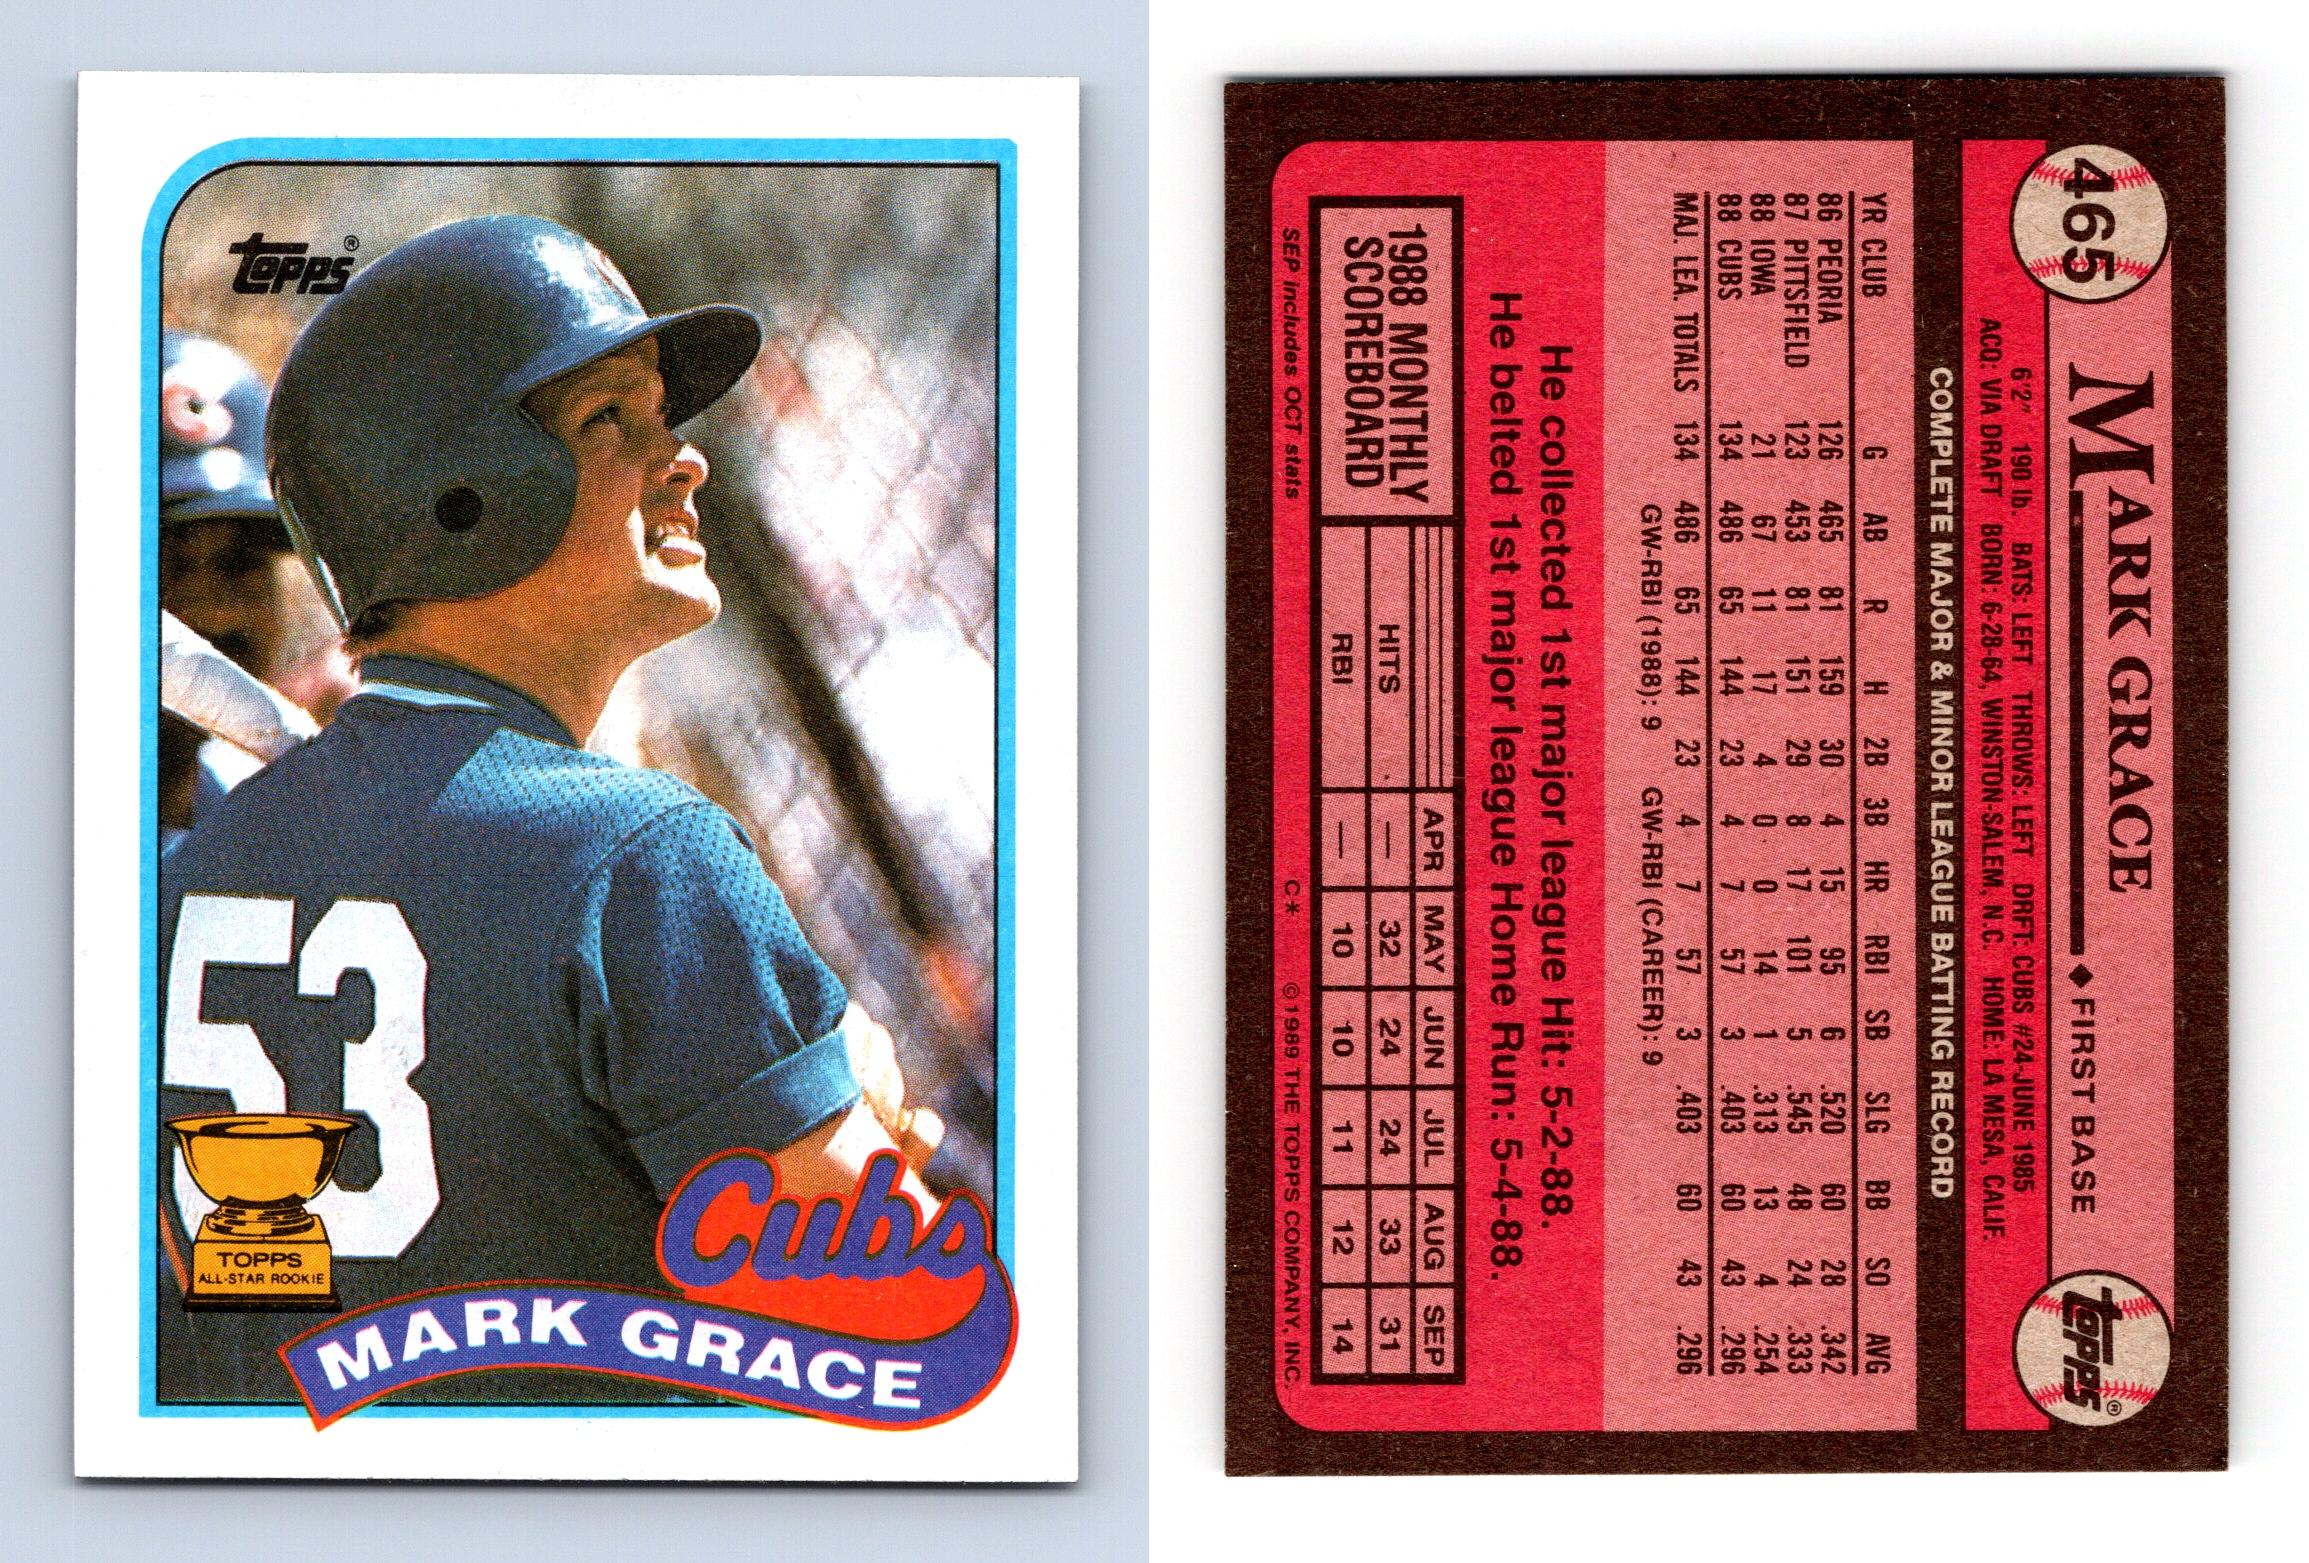 topps®
53
TOPPS
ALL-STAR ROOKIE
Cubs
MARK GRACE
465
MARK GRACE ◆ FIRST BASE
topps®
6'2" 190 lb. BATS: LEFT THROWS: LEFT DRFT: CUBS #24-JUNE 1985
ACQ: VIA DRAFT BORN: 6-28-64, WINSTON-SALEM, N.C. HOME: LA MESA, CALIF.
COMPLETE MAJOR & MINOR LEAGUE BATTING RECORD
YR CLUB G AB R H 2B 3B HR RBI SB SLG BB SO AVG
86 PEORIA 126 465 81 159 30 4 15 95 6 .520 60 28 .342
87 PITTSFIELD 123 453 81 151 29 8 17 101 5 .545 48 24 .333
88 IOWA 21 67 11 17 4 0 0 14 1 .313 13 4 .254
88 CUBS 134 486 65 144 23 4 7 57 3 .403 60 43 .296
MAJ. LEA. TOTALS 134 486 65 144 23 4 7 57 3 .403 60 43 .296
GW-RBI (1988): 9 GW-RBI (CAREER): 9
He collected 1st major league Hit: 5-2-88.
He belted 1st major league Home Run: 5-4-88.
1988 MONTHLY
SCOREBOARD
APR MAY JUN JUL AUG SEP
HITS — 32 24 24 33 31
RBI — 10 10 11 12 14
SEP includes OCT stats C* ©1989 THE TOPPS COMPANY, INC.